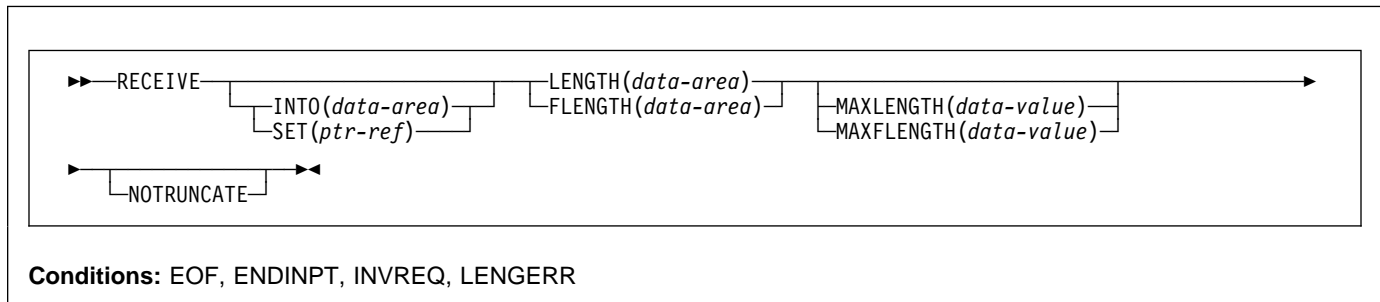 RECEIVE LENGTH(data-area)
INTO(data-area) FLENGTH(data-area) MAXLENGTH(data-value)
SET(ptr-ref) MAXFLENGTH(data-value)
NOTRUNCATE
Conditions: EOF, ENDINPT, INVREQ, LENGERR